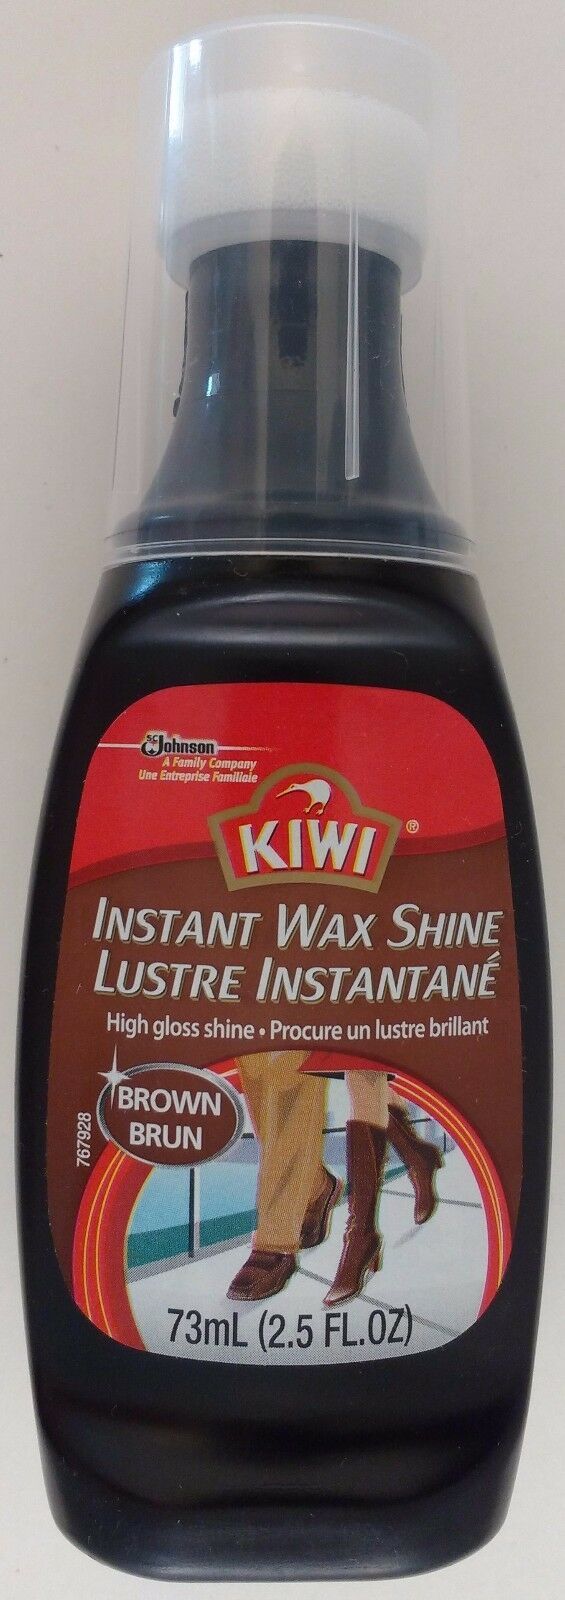 SC
Johnson
A Family Company
Une Entreprise Familiale
KIWI®
INSTANT WAX SHINE
LUSTRE INSTANTANÉ
High gloss shine • Procure un lustre brillant
BROWN
BRUN
767928
73mL (2.5 FL.OZ)